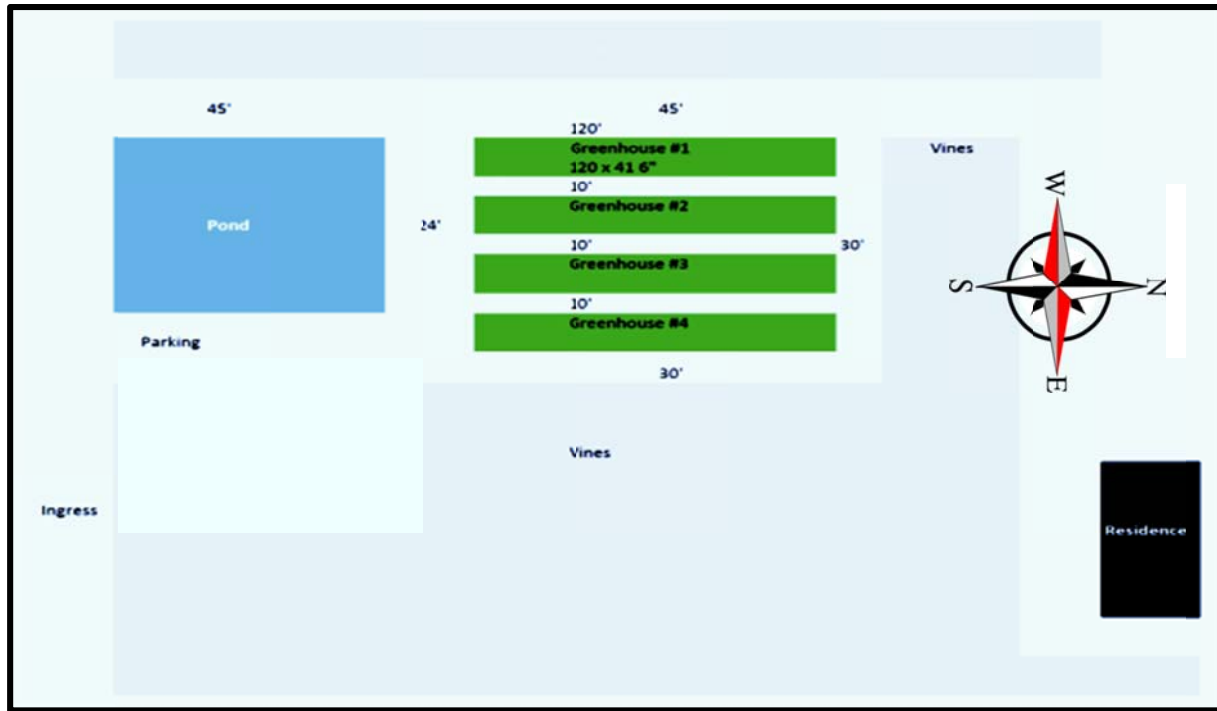 45'
45'
120'
Greenhouse #1
120 x 41 6"
Vines
10'
Greenhouse #2
Pond
24'
10'
30'
Greenhouse #3
10'
Greenhouse #4
Parking
30'
Vines
Ingress
Residence
W
S
N
E